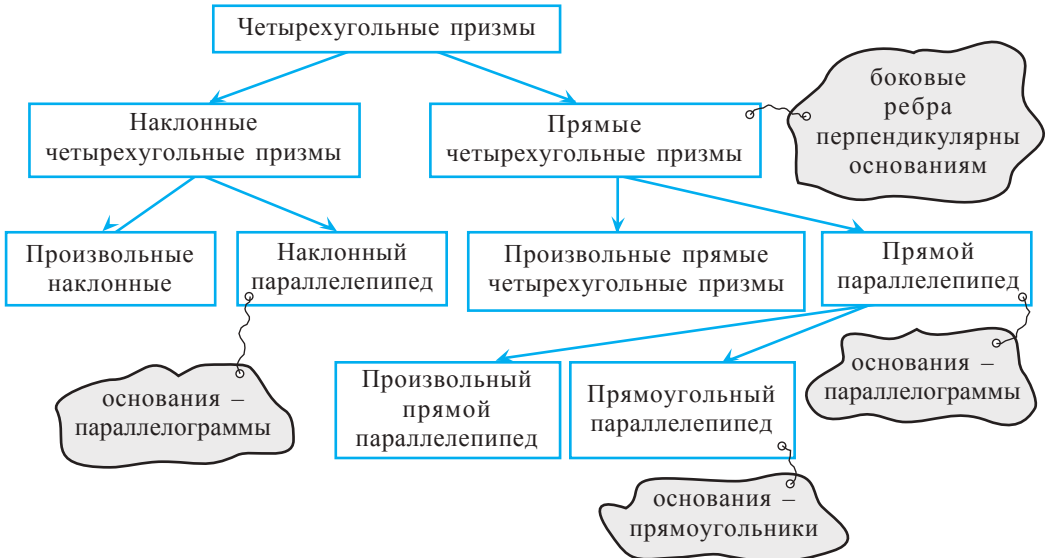 Четырехугольные призмы
боковые
ребра
перпендикулярны
основаниям
Наклонные
четырехугольные призмы
Прямые
четырехугольные призмы
Произвольные
наклонные
Наклонный
параллелепипед
Произвольные прямые
четырехугольные призмы
Прямой
параллелепипед
основания –
параллелограммы
Произвольный
прямой
параллелепипед
Прямоугольный
параллелепипед
основания –
параллелограммы
основания –
прямоугольники